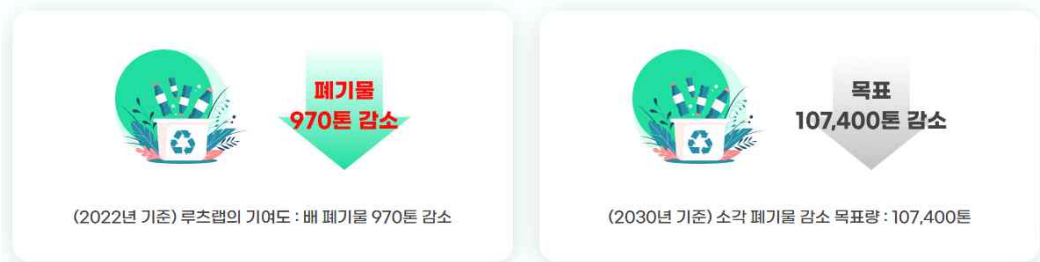 폐기물
970톤 감소
(2022년 기준) 루츠랩의 기여도 : 배 폐기물 970톤 감소
목표
107,400톤 감소
(2030년 기준) 소각 폐기물 감소 목표량 : 107,400톤